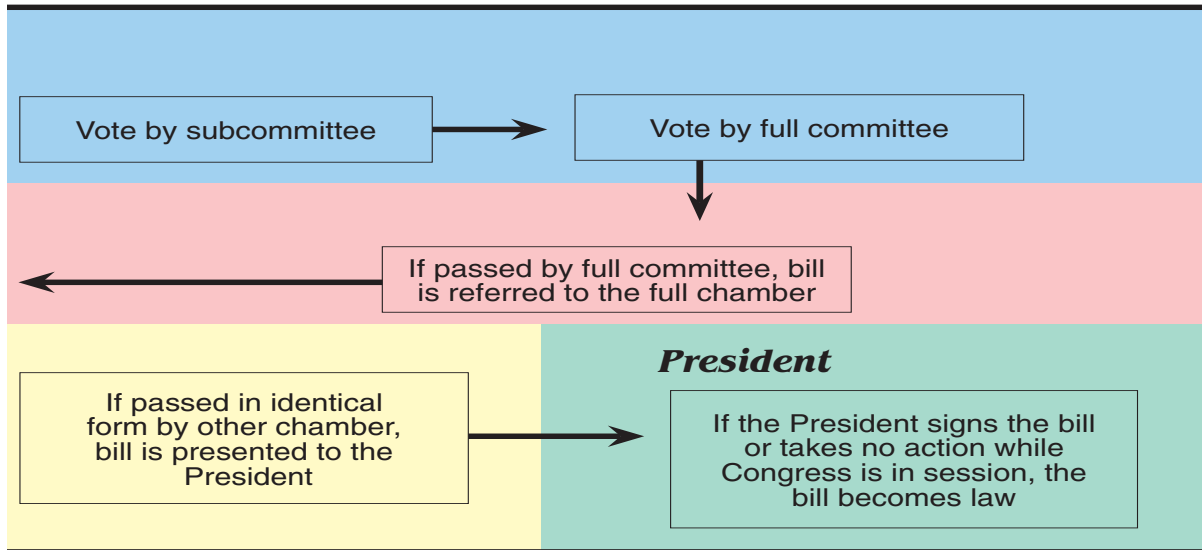 Vote by subcommittee
Vote by full committee
If passed by full committee, bill
is referred to the full chamber
If passed in identical
form by other chamber,
bill is presented to the
President
President
If the President signs the bill
or takes no action while
Congress is in session, the
bill becomes law